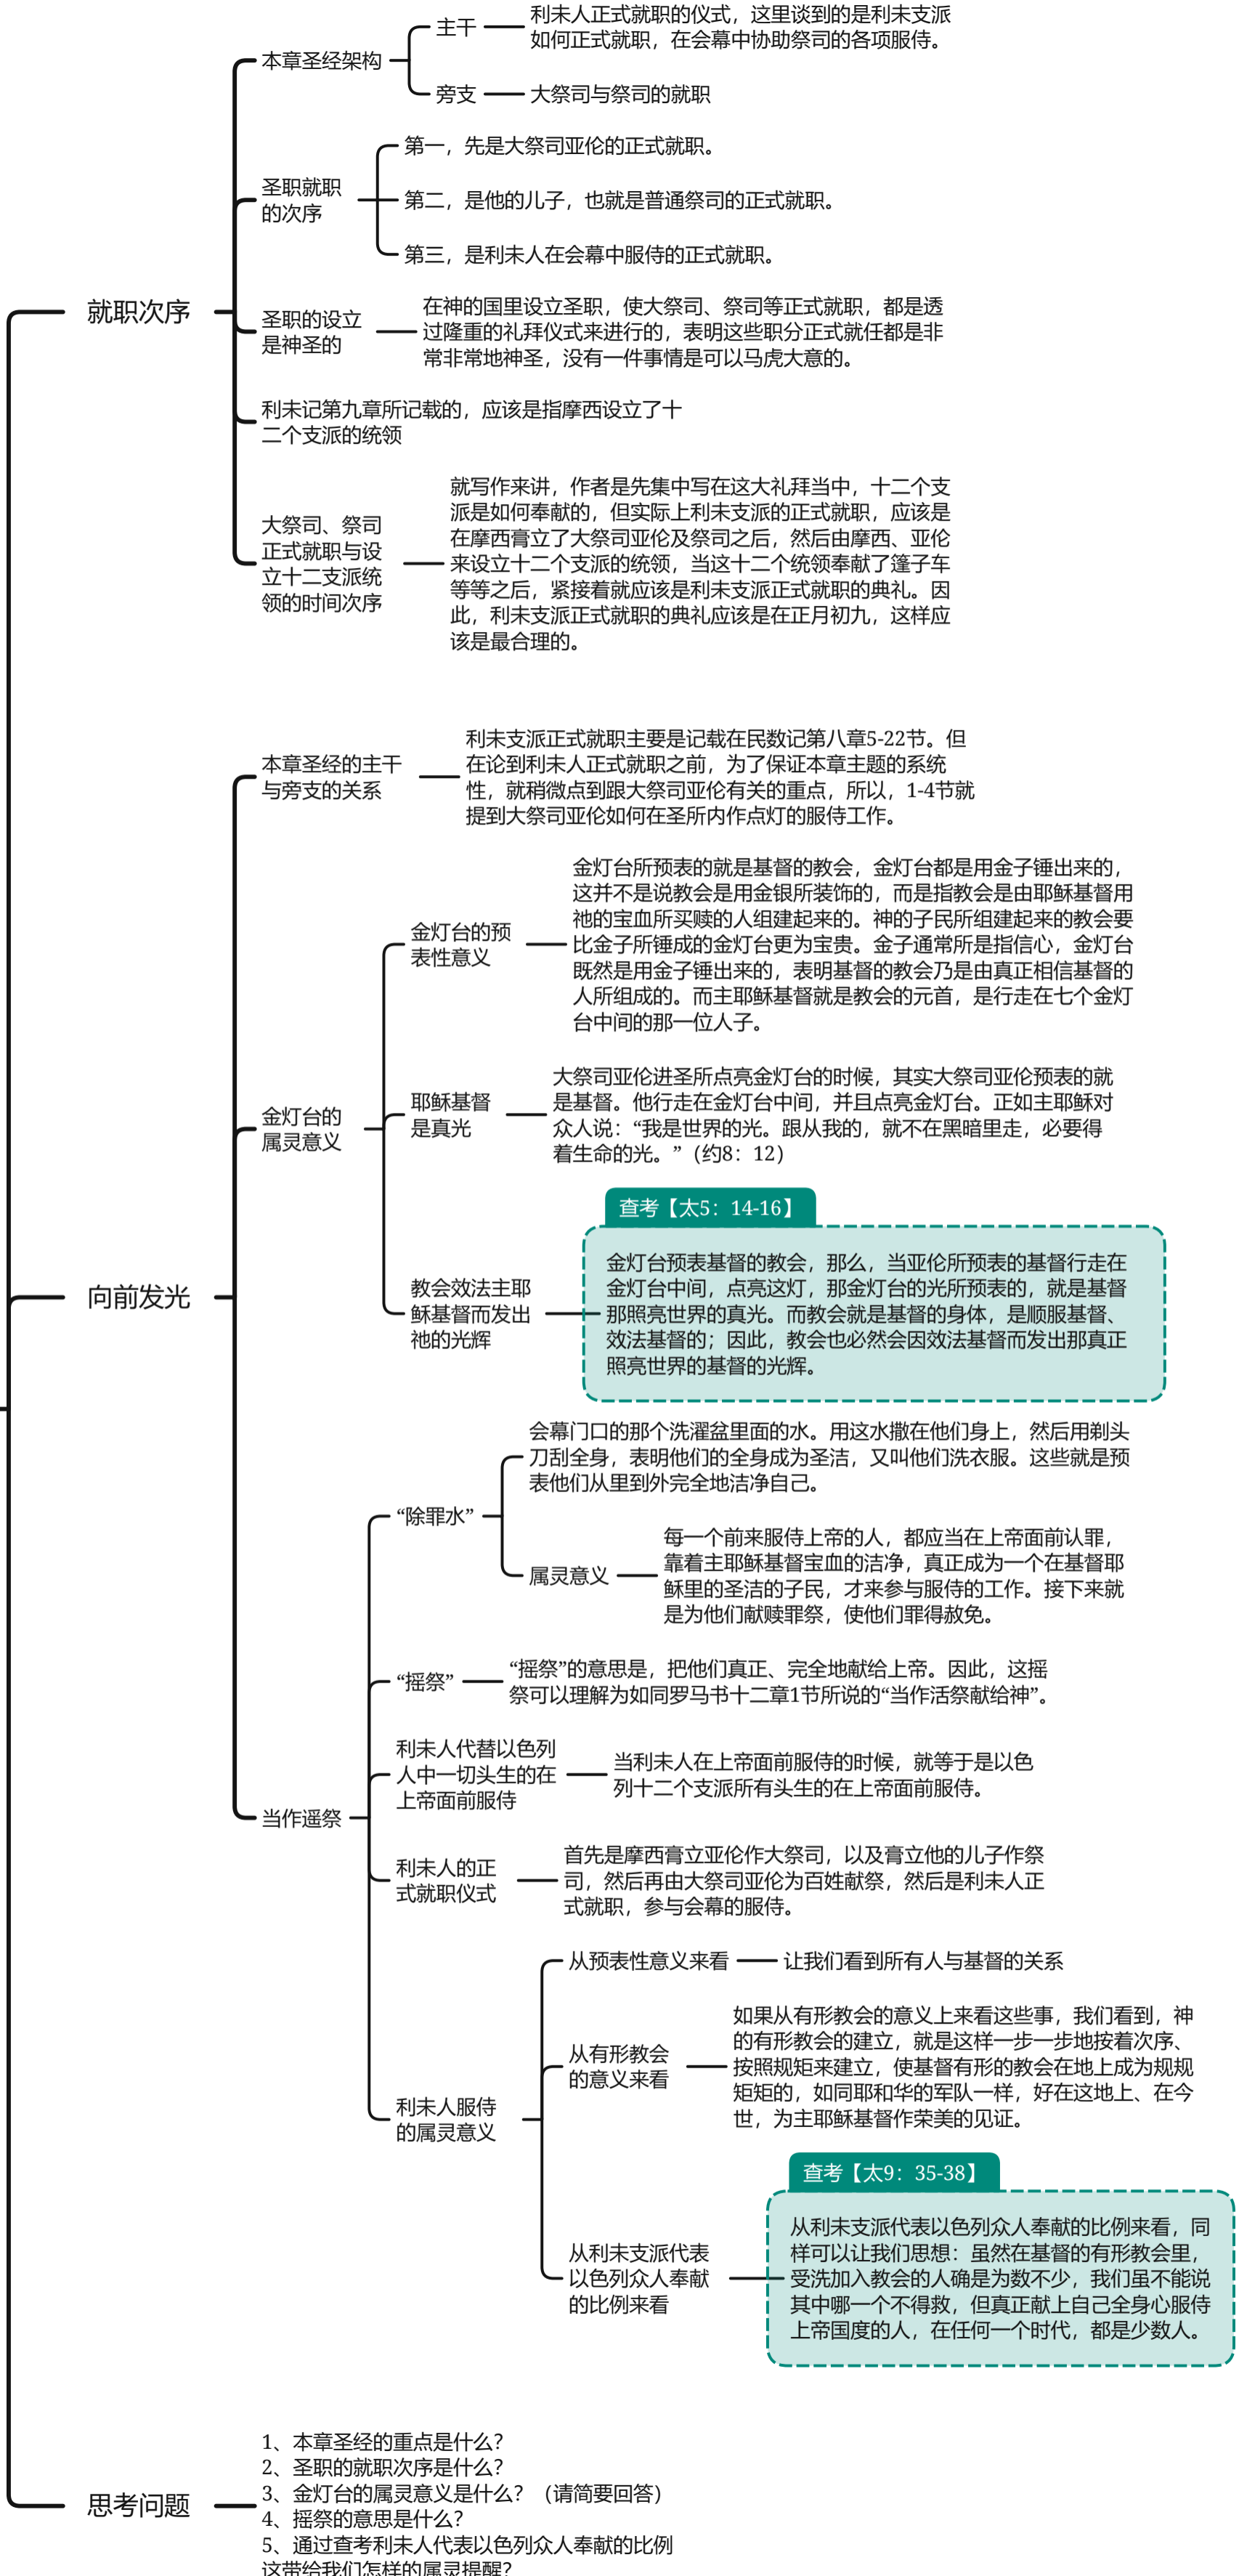 就职次序
本章圣经架构
主干
利未人正式就职的仪式，这里谈到的是利未支派
如何正式就职，在会幕中协助祭司的各项服侍。
旁支
大祭司与祭司的就职
圣职就职
的次序
第一，先是大祭司亚伦的正式就职。
第二，是他的儿子，也就是普通祭司的正式就职。
第三，是利未人在会幕中服侍的正式就职。
圣职的设立
是神圣的
在神的国里设立圣职，使大祭司、祭司等正式就职，都是透
过隆重的礼拜仪式来进行的，表明这些职分正式就任都是非
常非常地神圣，没有一件事情是可以马虎大意的。
利未记第九章所记载的，应该是指摩西设立了十
二个支派的统领
大祭司、祭司
正式就职与设
立十二支派统
领的时间次序
就写作来讲，作者是先集中写在这大礼拜当中，十二个支
派是如何奉献的，但实际上利未支派的正式就职，应该是
在摩西膏立了大祭司亚伦及祭司之后，然后由摩西、亚伦
来设立十二个支派的统领，当这十二个统领奉献了篷子车
等等之后，紧接着就应该是利未支派正式就职的典礼。因
此，利未支派正式就职的典礼应该是在正月初九，这样应
该是最合理的。
向前发光
本章圣经的主干
与旁支的关系
利未支派正式就职主要是记载在民数记第八章5-22节。但
在论到利未人正式就职之前，为了保证本章主题的系统
性，就稍微点到跟大祭司亚伦有关的重点，所以，1-4节就
提到大祭司亚伦如何在圣所内作点灯的服侍工作。
金灯台的
属灵意义
金灯台的预
表性意义
金灯台所预表的就是基督的教会，金灯台都是用金子锤出来的，
这并不是说教会是用金银所装饰的，而是指教会是由耶稣基督用
祂的宝血所买赎的人组建起来的。神的子民所组建起来的教会要
比金子所锤成的金灯台更为宝贵。金子通常所是指信心，金灯台
既然是用金子锤出来的，表明基督的教会乃是由真正相信基督的
人所组成的。而主耶稣基督就是教会的元首，是行走在七个金灯
台中间的那一位人子。
耶稣基督
是真光
大祭司亚伦进圣所点亮金灯台的时候，其实大祭司亚伦预表的就
是基督。他行走在金灯台中间，并且点亮金灯台。正如主耶稣对
众人说：“我是世界的光。跟从我的，就不在黑暗里走，必要得
着生命的光。”（约8：12）
教会效法主耶
稣基督而发出
祂的光辉
查考【太5：14-16】
金灯台预表基督的教会，那么，当亚伦所预表的基督行走在
金灯台中间，点亮这灯，那金灯台的光所预表的，就是基督
那照亮世界的真光。而教会就是基督的身体，是顺服基督、
效法基督的；因此，教会也必然会因效法基督而发出那真正
照亮世界的基督的光辉。
当作遥祭
“除罪水”
会幕门口的那个洗濯盆里面的水。用这水撒在他们身上，然后用剃头
刀刮全身，表明他们的全身成为圣洁，又叫他们洗衣服。这些就是预
表他们从里到外完全地洁净自己。
属灵意义
每一个前来服侍上帝的人，都应当在上帝面前认罪，
靠着主耶稣基督宝血的洁净，真正成为一个在基督耶
稣里的圣洁的子民，才来参与服侍的工作。接下来就
是为他们献赎罪祭，使他们罪得赦免。
“摇祭”
“摇祭”的意思是，把他们真正、完全地献给上帝。因此，这摇
祭可以理解为如同罗马书十二章1节所说的“当作活祭献给神”。
利未人代替以色列
人中一切头生的在
上帝面前服侍
当利未人在上帝面前服侍的时候，就等于是以色
列十二个支派所有头生的在上帝面前服侍。
利未人的正
式就职仪式
首先是摩西膏立亚伦作大祭司，以及膏立他的儿子作祭
司，然后再由大祭司亚伦为百姓献祭，然后是利未人正
式就职，参与会幕的服侍。
利未人服侍
的属灵意义
从预表性意义来看
让我们看到所有人与基督的关系
从有形教会
的意义来看
如果从有形教会的意义上来看这些事，我们看到，神
的有形教会的建立，就是这样一步一步地按着次序、
按照规矩来建立，使基督有形的教会在地上成为规规
矩矩的，如同耶和华的军队一样，好在这地上、在今
世，为主耶稣基督作荣美的见证。
从利未支派代表
以色列众人奉献
的比例来看
查考【太9：35-38】
从利未支派代表以色列众人奉献的比例来看，同
样可以让我们思想：虽然在基督的有形教会里，
受洗加入教会的人确是为数不少，我们虽不能说
其中哪一个不得救，但真正献上自己全身心服侍
上帝国度的人，在任何一个时代，都是少数人。
思考问题
1、本章圣经的重点是什么？
2、圣职的就职次序是什么？
3、金灯台的属灵意义是什么？（请简要回答）
4、摇祭的意思是什么？
5、通过查考利未人代表以色列众人奉献的比例
这带给我们怎样的属灵提醒？